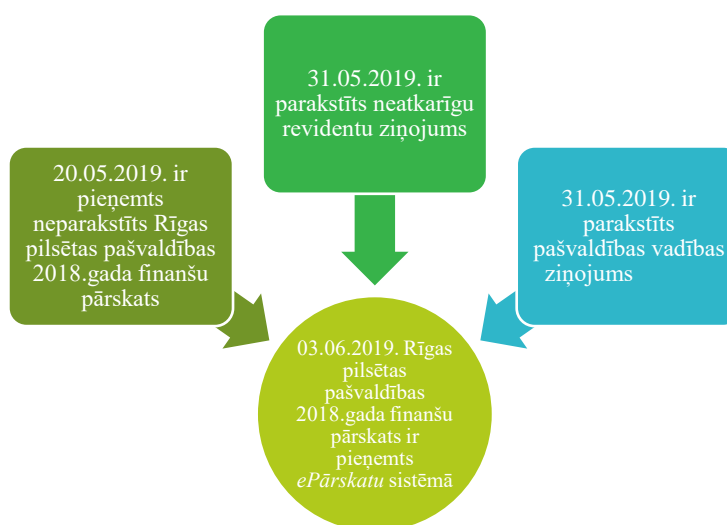 31.05.2019. ir
parakstīts neatkarīgu
revidentu ziņojums
20.05.2019. ir
pieņemts
neparakstīts Rīgas
pilsētas pašvaldības
2018.gada finanšu
pārskats
31.05.2019. ir
parakstīts
pašvaldības vadības
ziņojums
03.06.2019. Rīgas
pilsētas
pašvaldības
2018.gada finanšu
pārskats ir
pieņemts
ePārskatu sistēmā